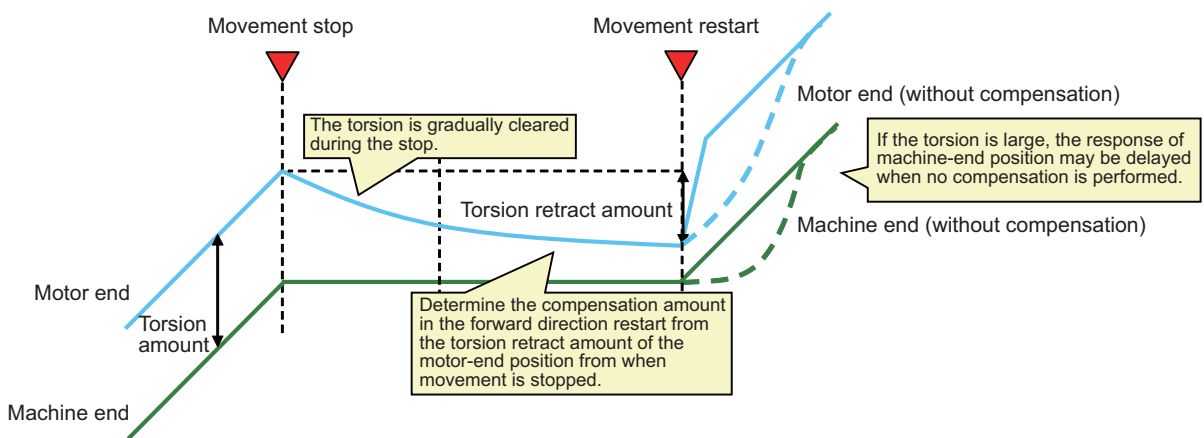 Movement stop
Movement restart
Motor end (without compensation)
The torsion is gradually cleared
during the stop.
If the torsion is large, the response of
machine-end position may be delayed
when no compensation is performed.
Torsion retract amount
Machine end (without compensation)
Motor end
Torsion
amount
Determine the compensation amount
in the forward direction restart from
the torsion retract amount of the
motor-end position from when
movement is stopped.
Machine end